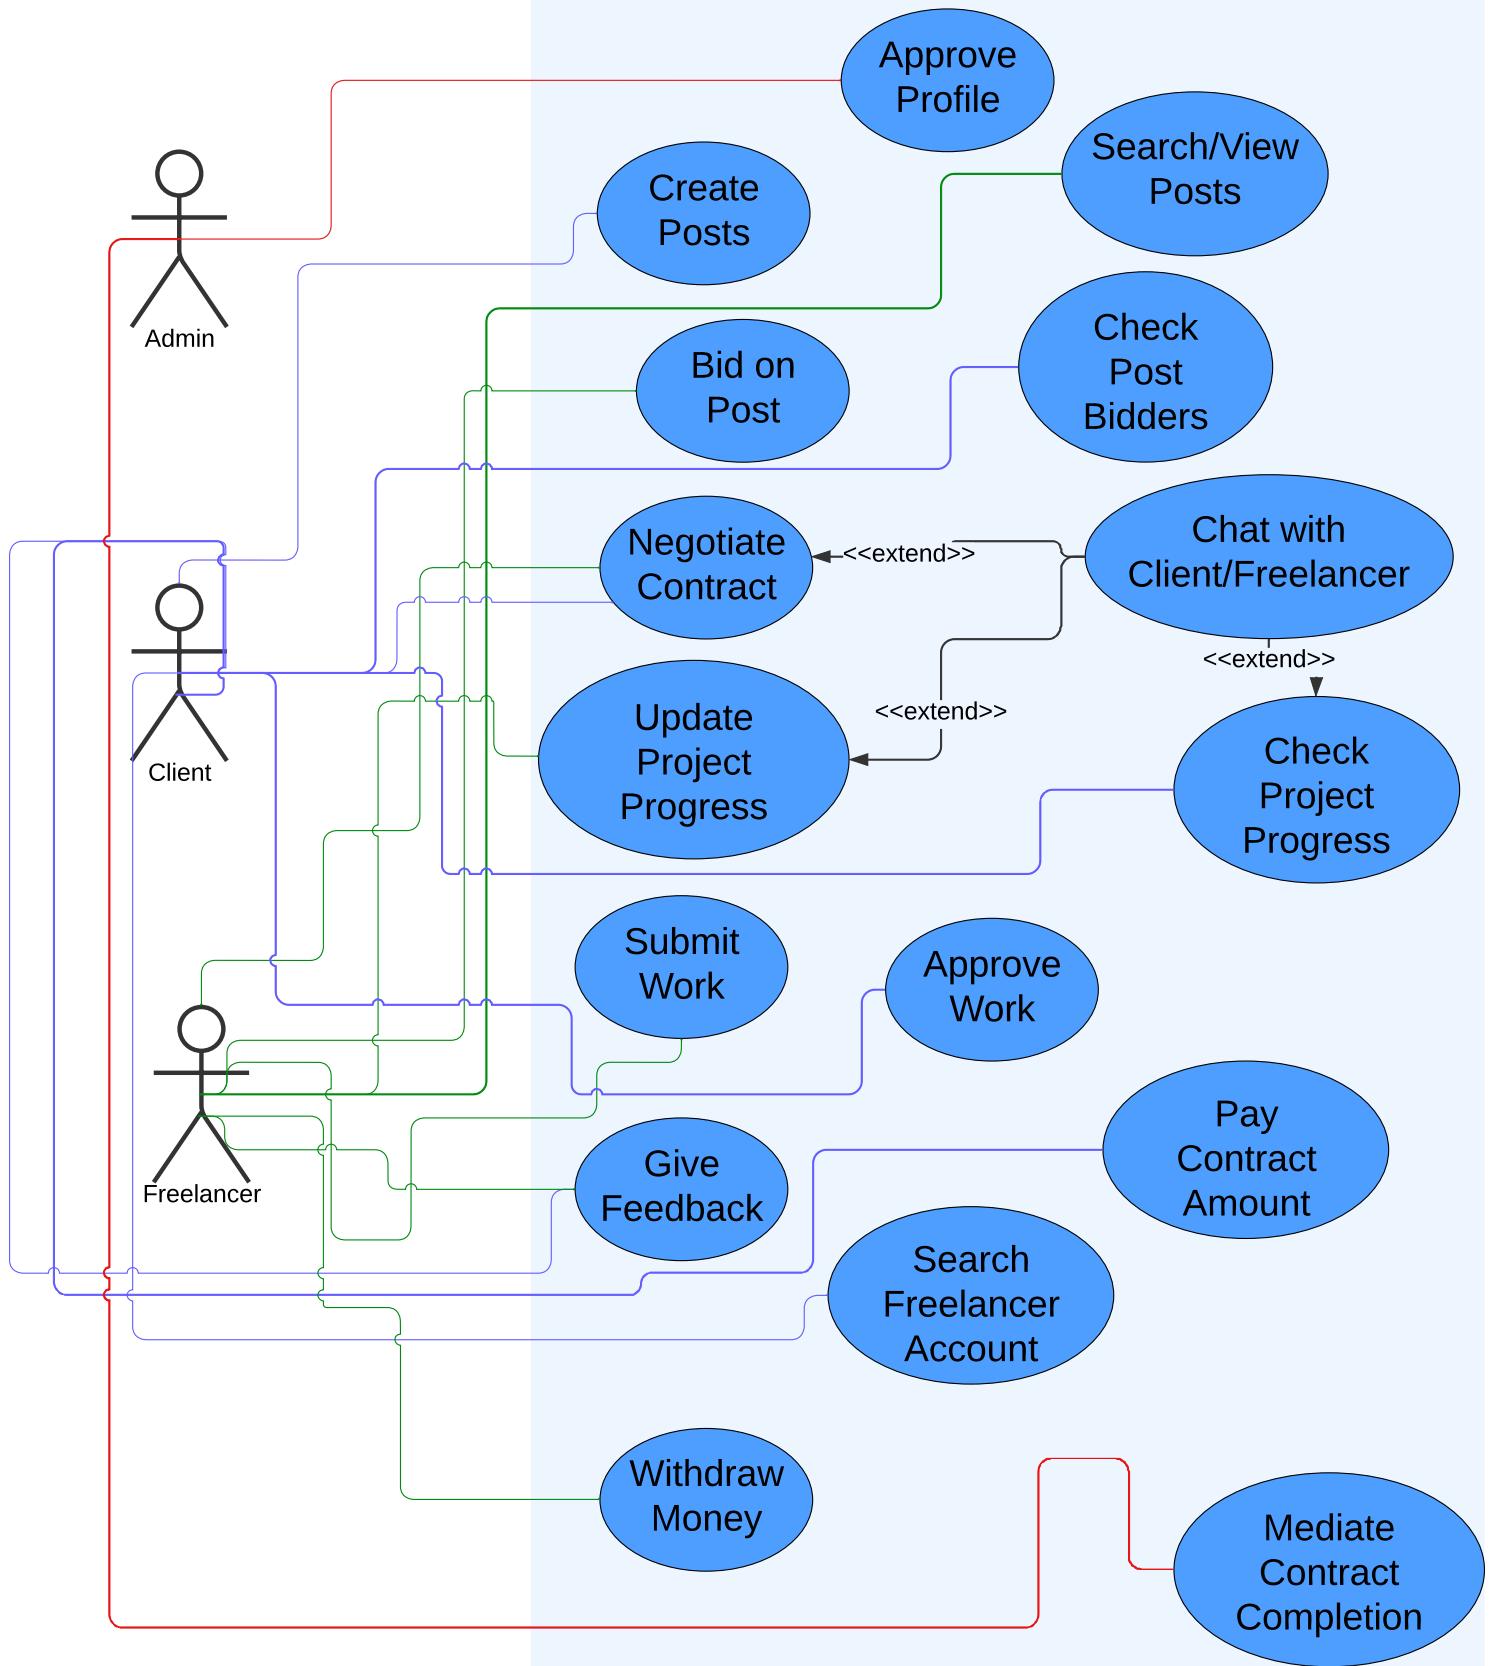 Approve
Profile
Search/View
Posts
Create
Posts
Admin
Check
Post
Bidders
Bid on
Post
Chat with
Client/Freelancer
Negotiate
Contract
<<extend>>
<<extend>>
<<extend>>
Update
Project
Progress
Client
Check
Project
Progress
Submit
Work
Approve
Work
Pay
Contract
Amount
Give
Feedback
Freelancer
Search
Freelancer
Account
Withdraw
Money
Mediate
Contract
Completion